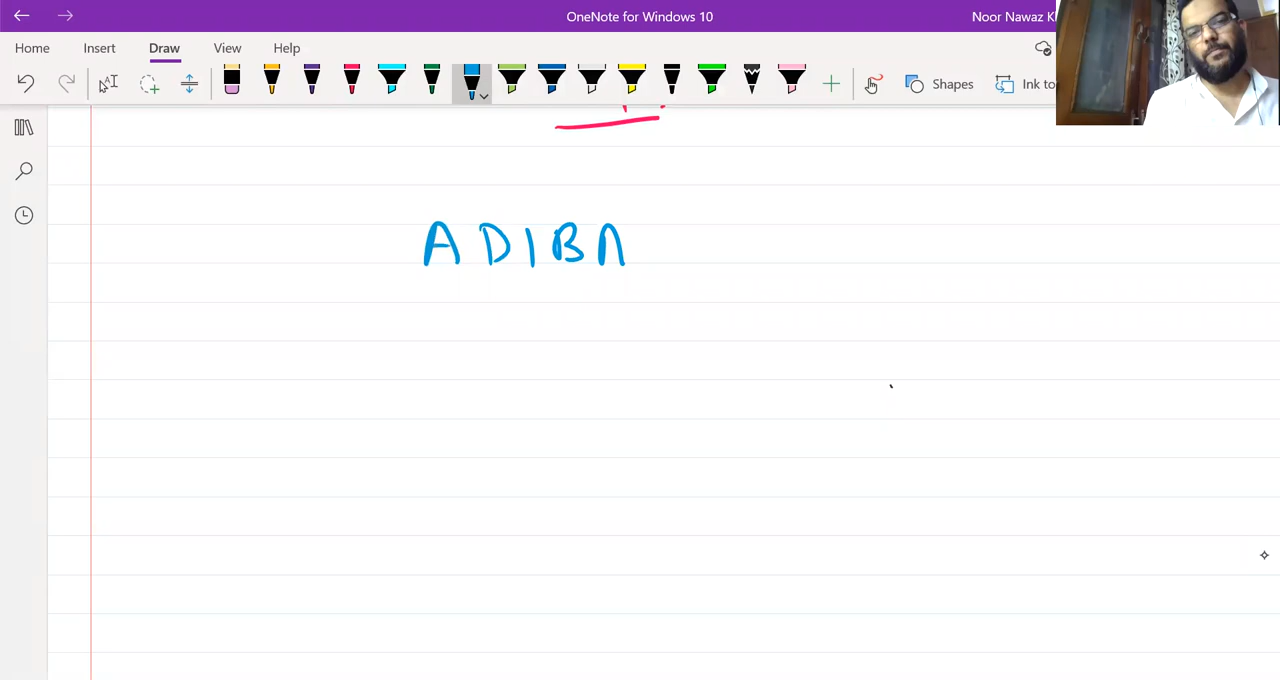 OneNote for Windows 10
Noor Nawaz
Home Insert Draw View Help
Shapes Ink to
ADIBA